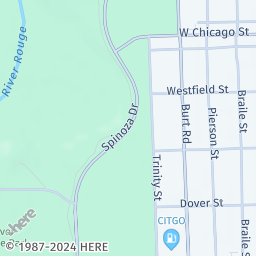 W Chicago St
River Rouge
Westfield St
Braile St
Pierson St
Burt Rd.
Spinoza Dr
Trinity St
Dover St
CITGO
Braile St
here
© 1987-2024 HERE